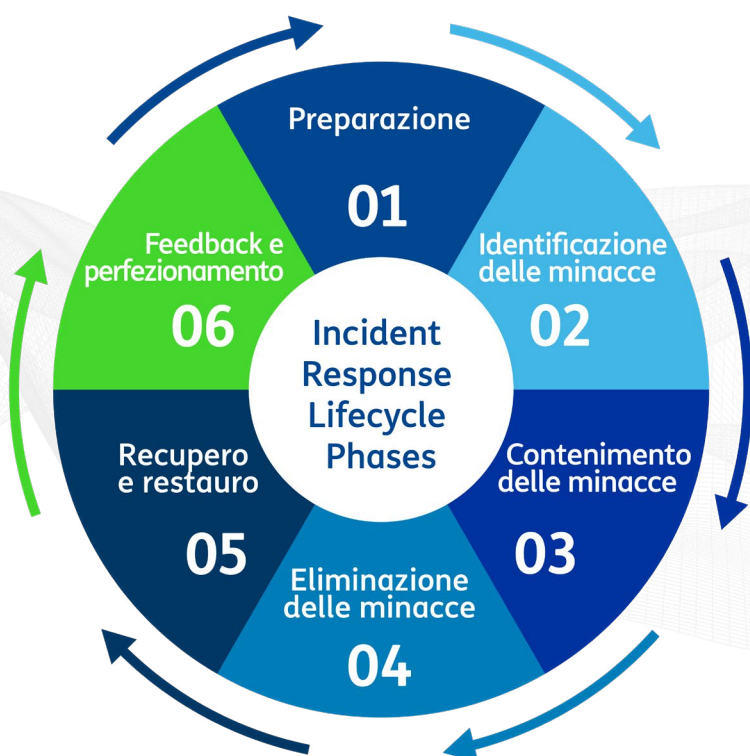 Preparazione
01
Identificazione
delle minacce
02
Contenimento
delle minacce
03
Eliminazione
delle minacce
04
Recupero
e restauro
05
Feedback e
perfezionamento
06
Incident
Response
Lifecycle
Phases